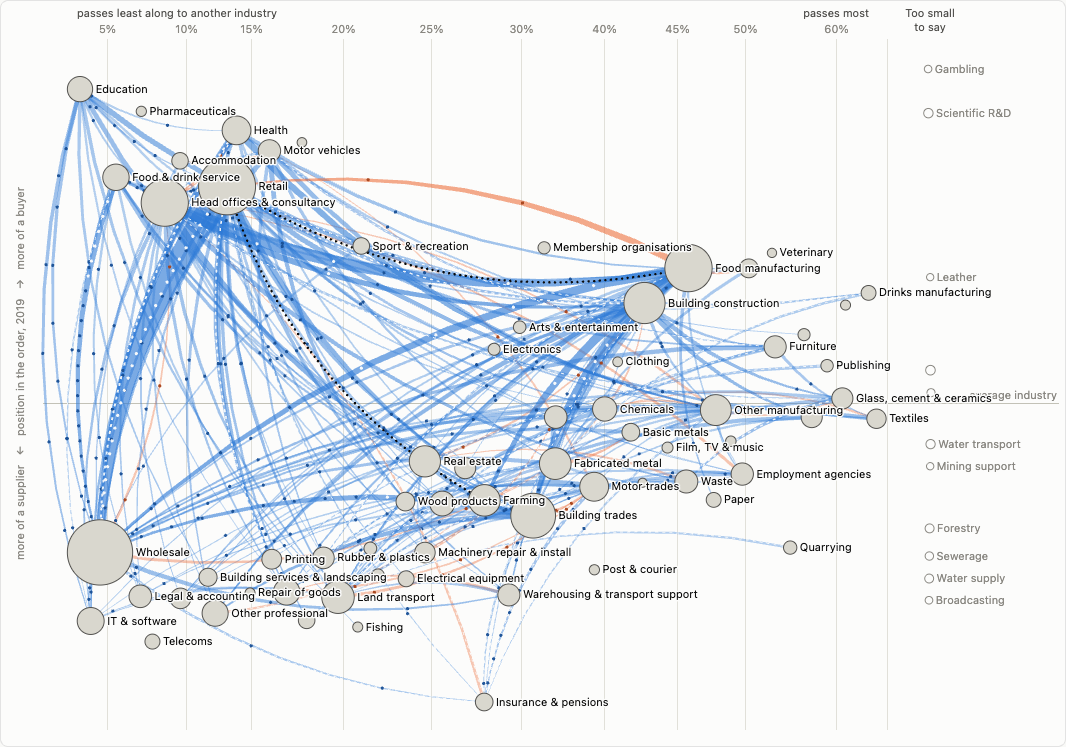 passes least along to another industry
passes most
Too small
to say
5%
10%
15%
20%
25%
30%
40%
45%
50%
60%
more of a supplier ← position in the order, 2019 → more of a buyer
Gambling
Education
Pharmaceuticals
Scientific R&D
Health
Motor vehicles
Accommodation
Food & drink service
Retail
Head offices & consultancy
Sport & recreation
Membership organisations
Veterinary
Food manufacturing
Leather
Drinks manufacturing
Building construction
Arts & entertainment
Electronics
Furniture
Clothing
Publishing
average industry
Glass, cement & ceramics
Chemicals
Other manufacturing
Textiles
Basic metals
Film, TV & music
Water transport
Real estate
Fabricated metal
Mining support
Employment agencies
Waste
Motor trades
Wood products
Farming
Paper
Building trades
Forestry
Quarrying
Wholesale
Machinery repair & install
Sewerage
Printing
Rubber & plastics
Post & courier
Building services & landscaping
Electrical equipment
Water supply
Legal & accounting
Repair of goods
Land transport
Warehousing & transport support
Broadcasting
Other professional
IT & software
Fishing
Telecoms
Insurance & pensions